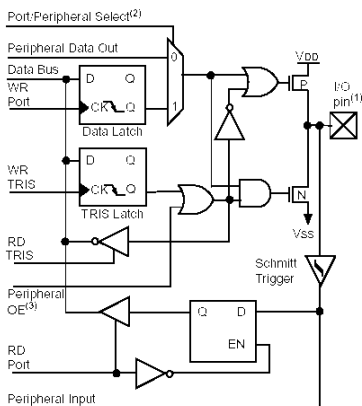 Port/Peripheral Select(2)
Peripheral Data Out
Data Bus
WR
Port
D Q
CK Q
Data Latch
0
1
VDD
P
I/O
pin(1)
WR
TRIS
D Q
CK Q
TRIS Latch
N
VSS
RD
TRIS
Schmitt
Trigger
Peripheral
OE(3)
Q D
EN
RD
Port
Peripheral Input